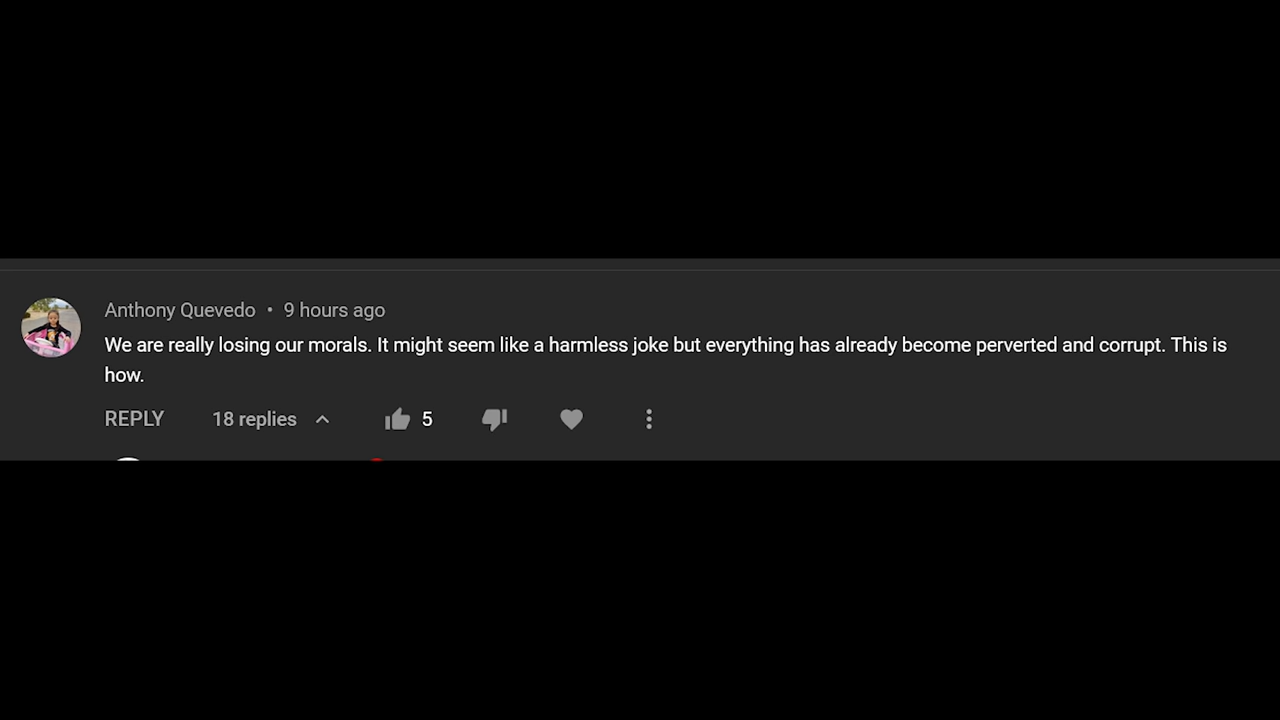 Anthony Quevedo • 9 hours ago
We are really losing our morals. It might seem like a harmless joke but everything has already become perverted and corrupt. This is
how.
REPLY 18 replies 5